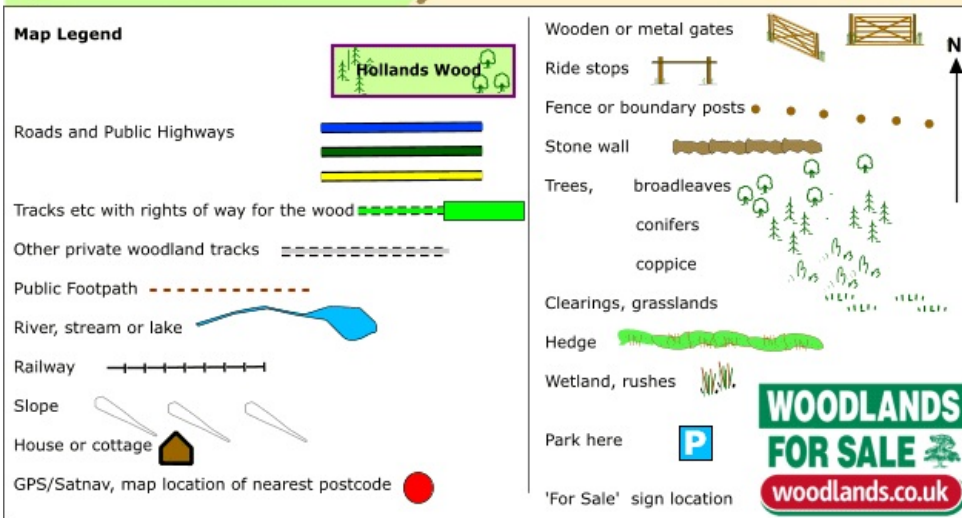 Map Legend
Hollands Wood
Roads and Public Highways
Tracks etc with rights of way for the wood
Other private woodland tracks
Public Footpath
River, stream or lake
Railway
Slope
House or cottage
GPS/Satnav, map location of nearest postcode
Wooden or metal gates
N
Ride stops
Fence or boundary posts
Stone wall
Trees, broadleaves
conifers
coppice
Clearings, grasslands
Hedge
Wetland, rushes
Park here
P
'For Sale' sign location
WOODLANDS
FOR SALE
woodlands.co.uk